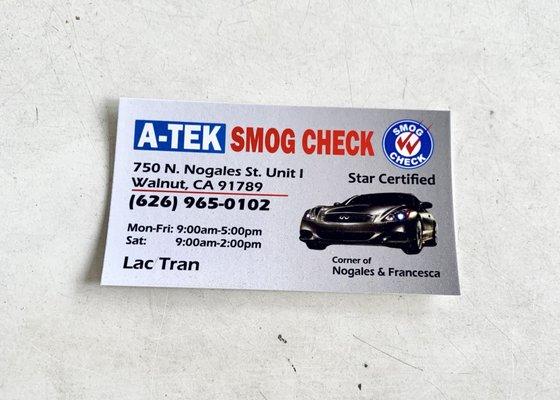 A-TEK SMOG CHECK
SMOG CHECK
750 N. Nogales St. Unit I
Walnut, CA 91789
(626) 965-0102
Star Certified
Mon-Fri: 9:00am-5:00pm
Sat: 9:00am-2:00pm
Lac Tran
Corner of
Nogales & Francesca